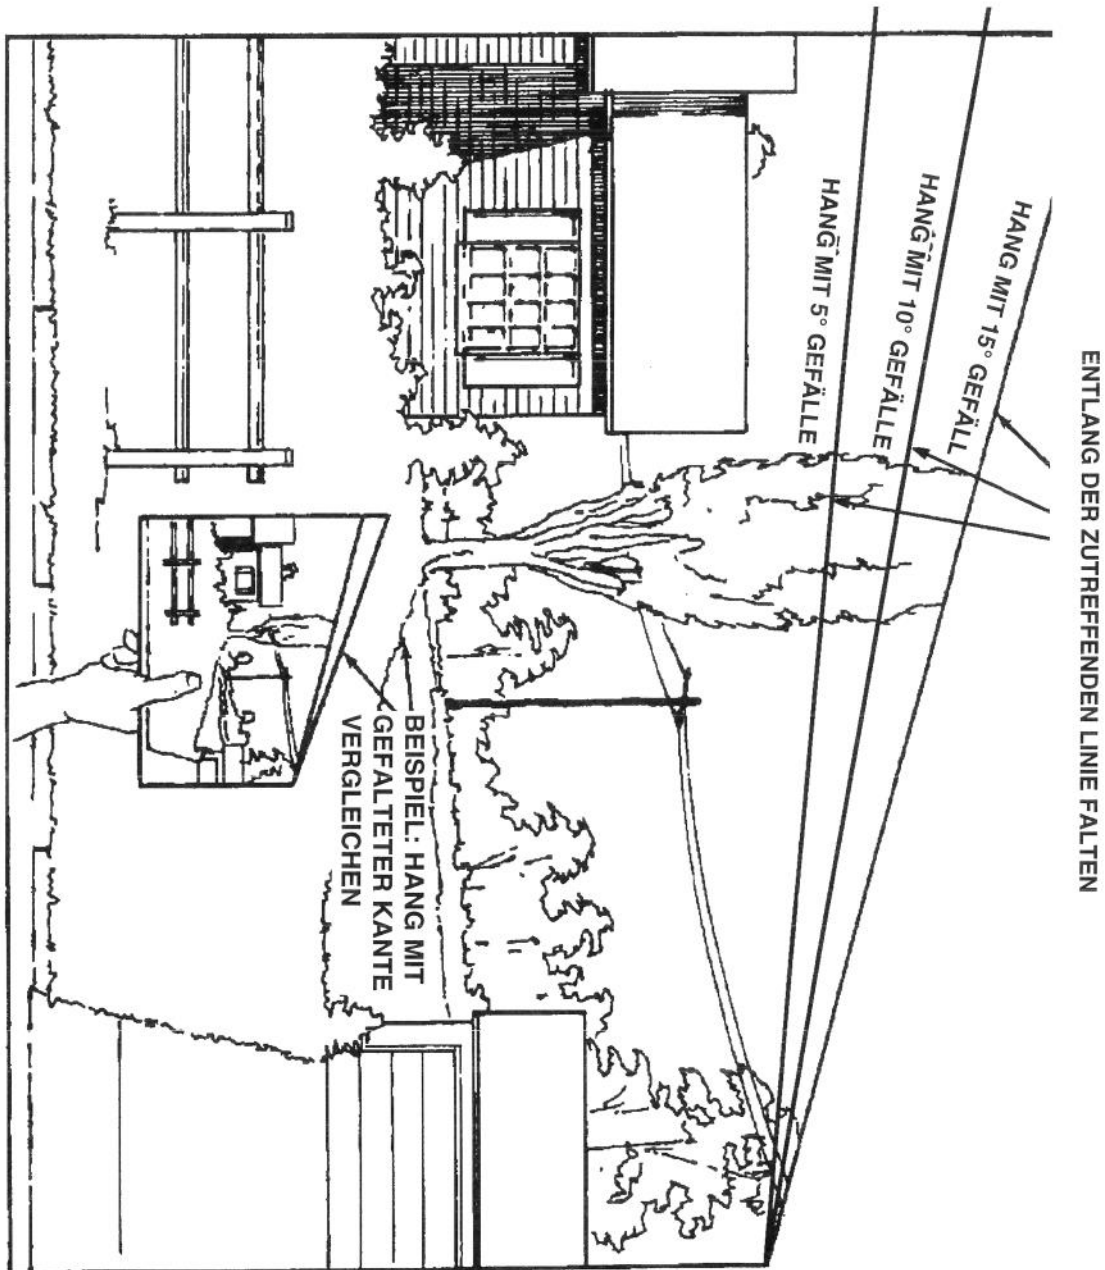 ENTLANG DER ZUTREFFENDEN LINIE FALTEN
HANG MIT 15° GEFÄLL
HANG MIT 10° GEFÄLLE
HANG MIT 5° GEFÄLLE
BEISPIEL: HANG MIT
GEFALTETER KANTE
VERGLEICHEN